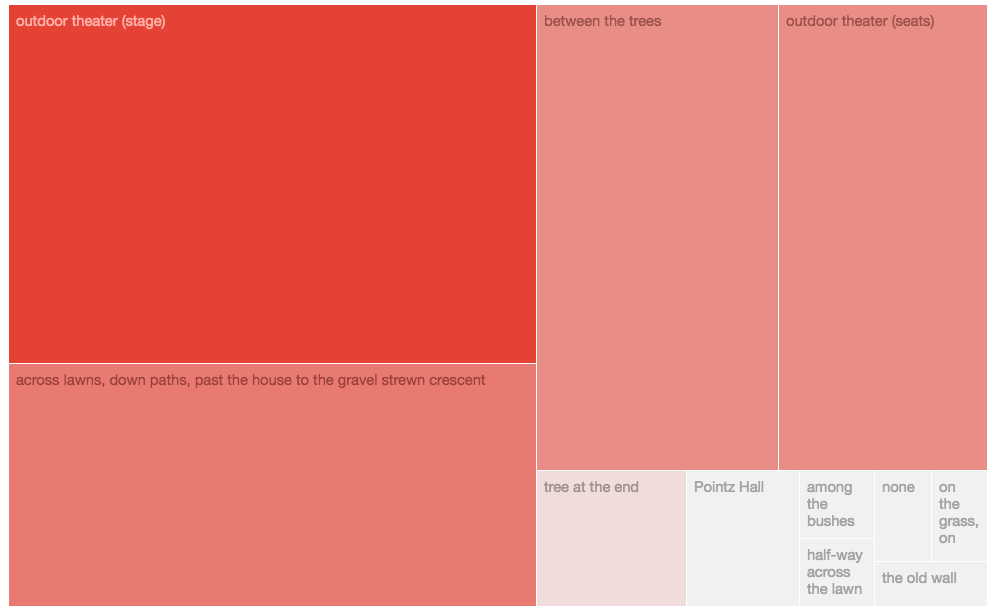 outdoor theater (stage)
between the trees
outdoor theater (seats)
across lawns, down paths, past the house to the gravel strewn crescent
tree at the end
Pointz Hall
among
the
bushes
none
on
the
grass,
on
half-way
across
the lawn
the old wall